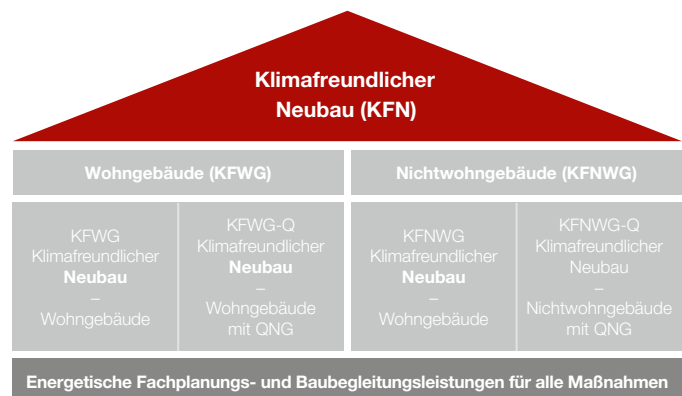 Klimafreundlicher
Neubau (KFN)
Wohngebäude (KFWG)
Nichtwohngebäude (KFNWG)
KFWG
Klimafreundlicher
Neubau
–
Wohngebäude
KFWG-Q
Klimafreundlicher
Neubau
–
Wohngebäude
mit QNG
KFNWG
Klimafreundlicher
Neubau
–
Wohngebäude
KFNWG-Q
Klimafreundlicher
Neubau
–
Nichtwohngebäude
mit QNG
Energetische Fachplanungs- und Baubegleitungsleistungen für alle Maßnahmen